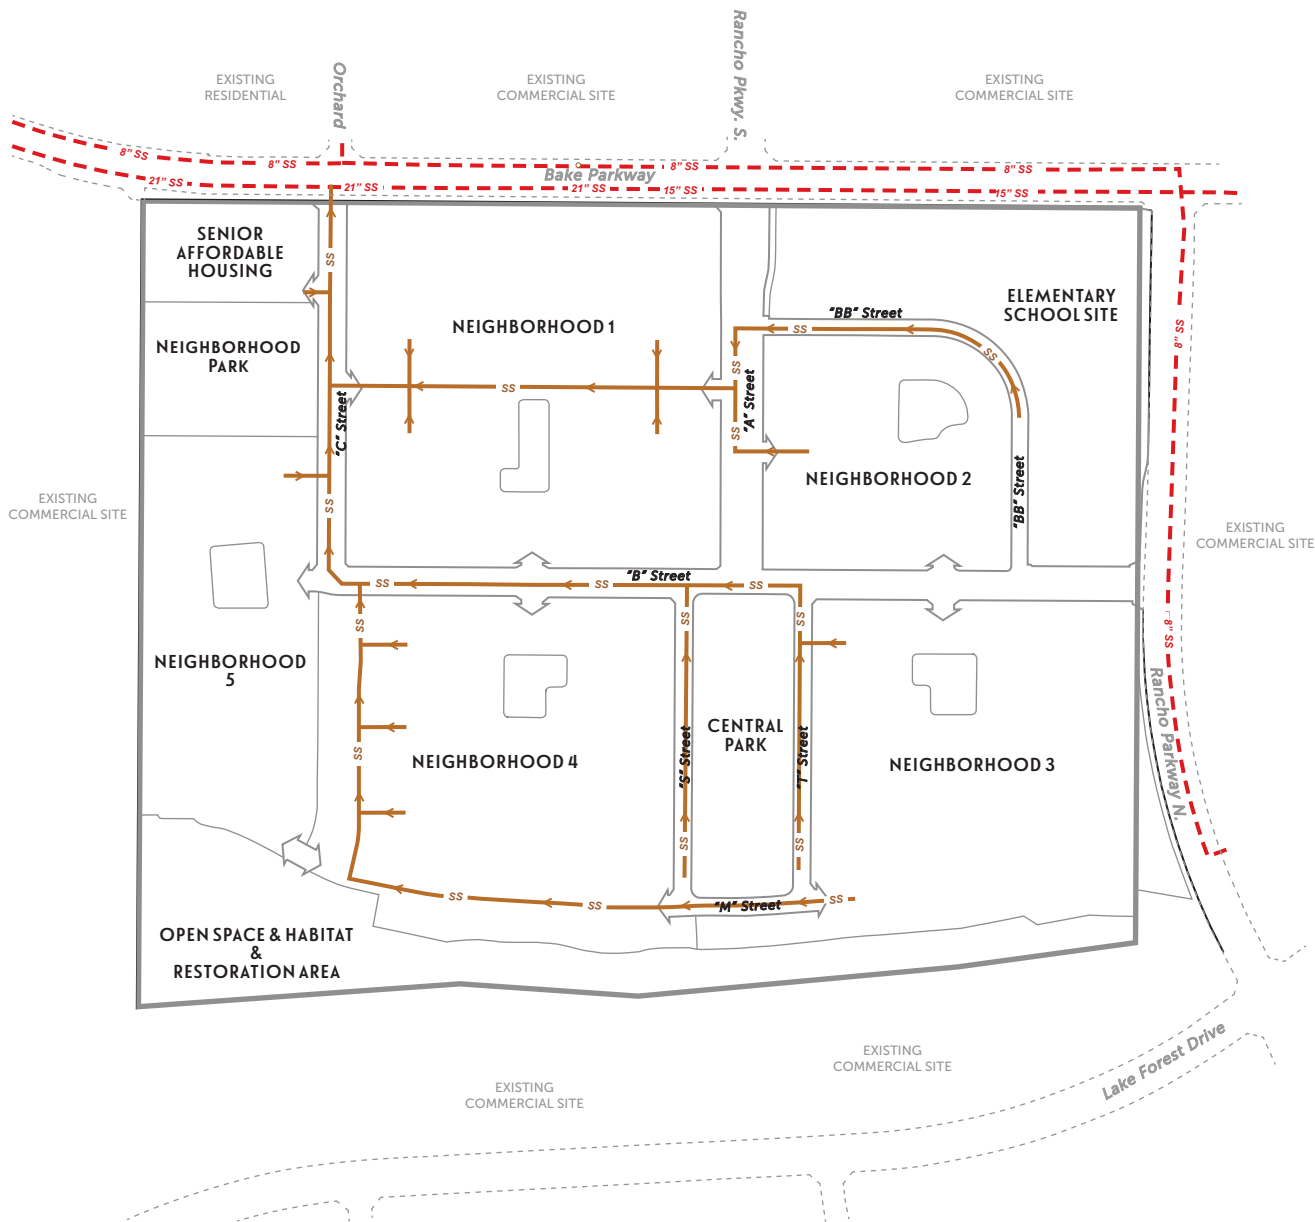 EXISTING
RESIDENTIAL
Orchard
EXISTING
COMMERCIAL SITE
Rancho Pkwy. S.
EXISTING
COMMERCIAL SITE
8” SS
8” SS
8” SS
8” SS
Bake Parkway
21” SS
21” SS
21” SS
15” SS
15” SS
SENIOR
AFFORDABLE
HOUSING
SS
NEIGHBORHOOD
PARK
NEIGHBORHOOD 1
SS
"C" Street
SS
"BB" Street
SS
SS
SS
"A" Street
SS
ELEMENTARY
SCHOOL SITE
8” SS
NEIGHBORHOOD 2
"BB" Street
EXISTING
COMMERCIAL SITE
EXISTING
COMMERCIAL SITE
SS
SS
"B" Street
SS
SS
SS
SS
8” SS
NEIGHBORHOOD
5
SS
NEIGHBORHOOD 4
"S" Street
CENTRAL
PARK
"T" Street
NEIGHBORHOOD 3
Rancho Parkway N.
SS
SS
SS
SS
"M" Street
SS
OPEN SPACE & HABITAT
&
RESTORATION AREA
EXISTING
COMMERCIAL SITE
EXISTING
COMMERCIAL SITE
Lake Forest Drive